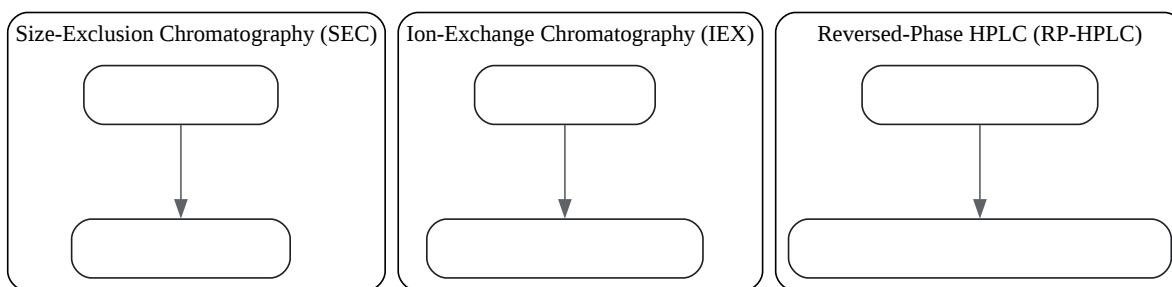 Size-Exclusion Chromatography (SEC)
Ion-Exchange Chromatography (IEX)
Reversed-Phase HPLC (RP-HPLC)